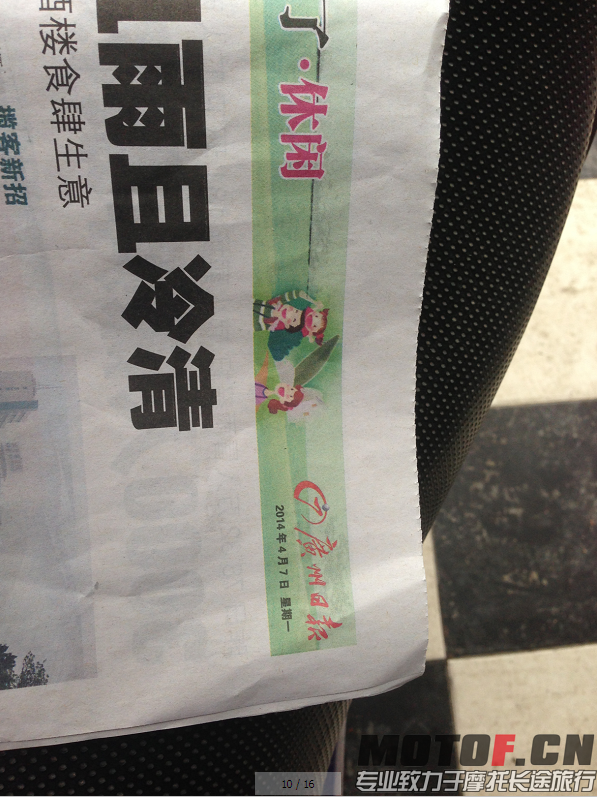 了·休闲
雨且冷清
酒楼食肆生意
揽客新招
广州日报
2014年4月7日 星期一
MOTOF.CN
专业致力于摩托长途旅行
10 / 16